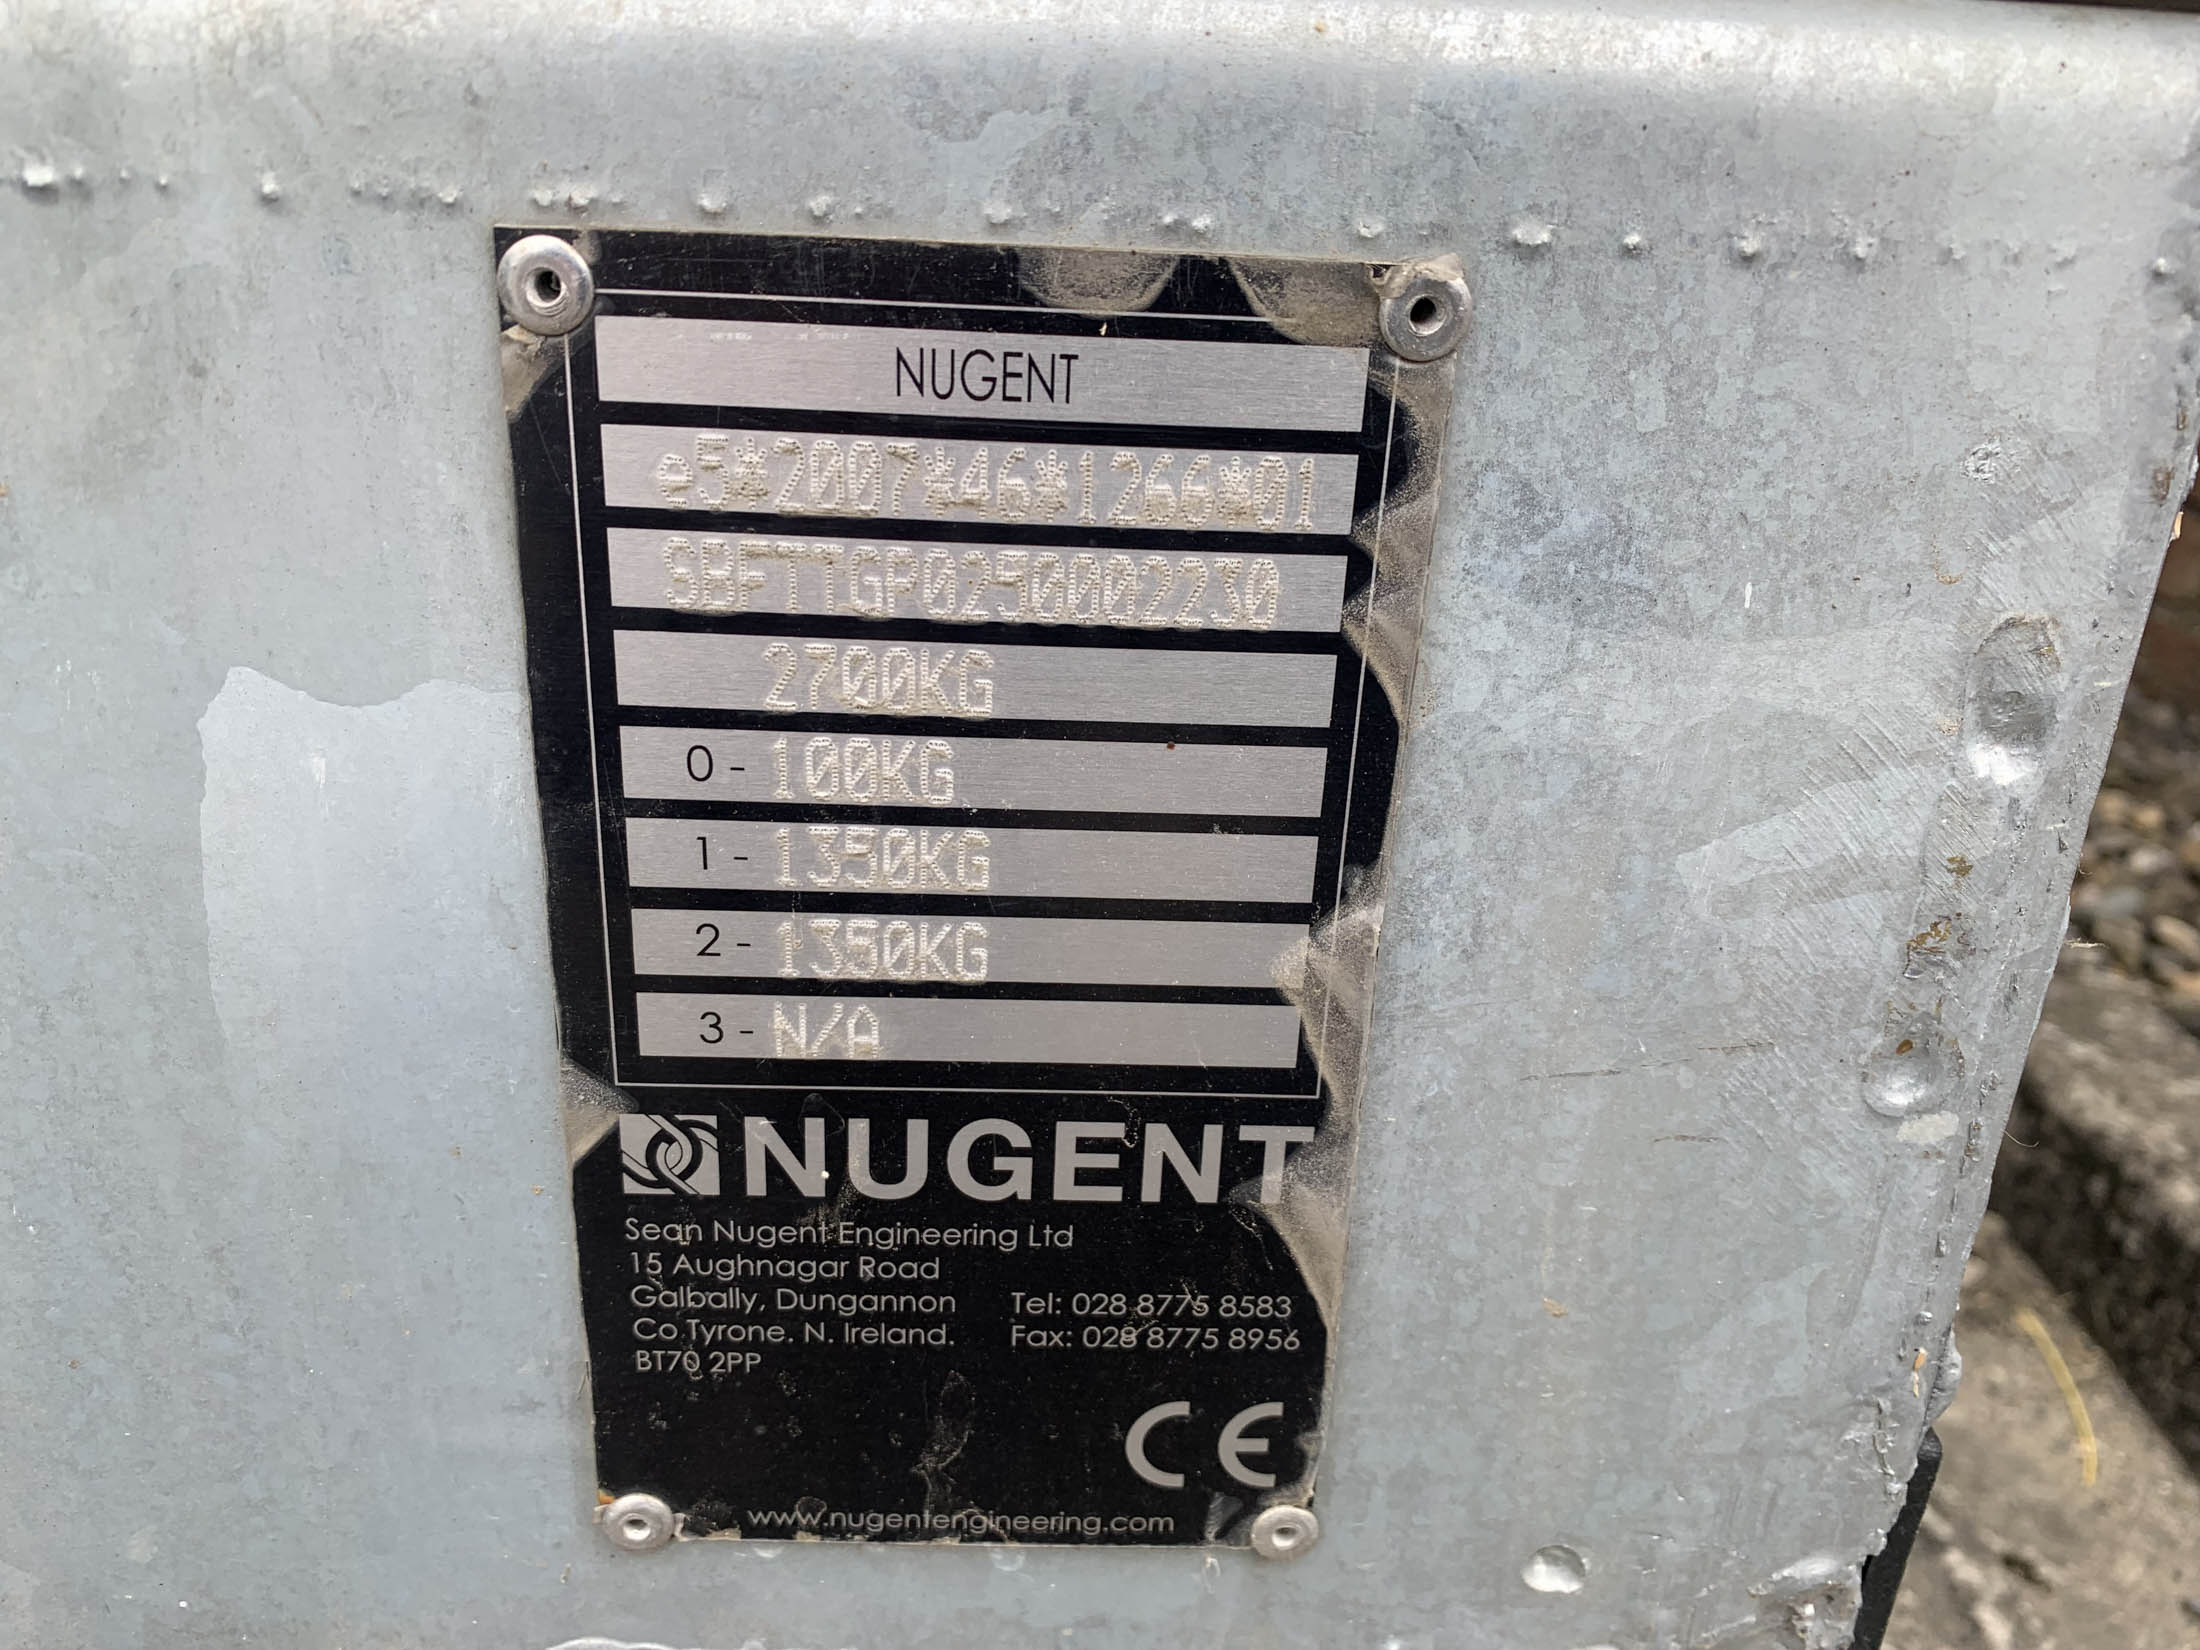 NUGENT
e5*2007*46*1266*01
SBFTTGP0250002230
2700KG
0 - 100KG
1 - 1350KG
2 - 1350KG
3 - N/A
NUGENT
Sean Nugent Engineering Ltd
15 Aughnagar Road
Galbally, Dungannon Tel: 028 8775 8583
Co Tyrone. N. Ireland. Fax: 028 8775 8956
BT70 2PP
CE
www.nugentengineering.com